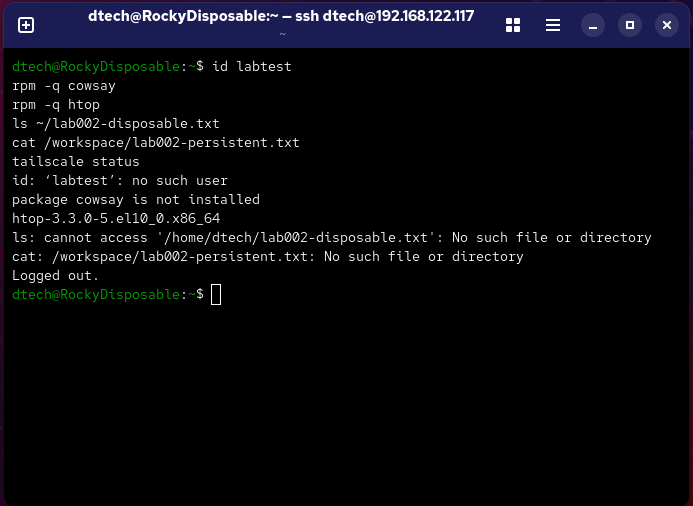 dtech@RockyDisposable:~ — ssh dtech@192.168.122.117
~
dtech@RockyDisposable:~$ id labtest
rpm -q cowsay
rpm -q htop
ls ~/lab002-disposable.txt
cat /workspace/lab002-persistent.txt
tailscale status
id: ‘labtest’: no such user
package cowsay is not installed
htop-3.3.0-5.el10_0.x86_64
ls: cannot access '/home/dtech/lab002-disposable.txt': No such file or directory
cat: /workspace/lab002-persistent.txt: No such file or directory
Logged out.
dtech@RockyDisposable:~$